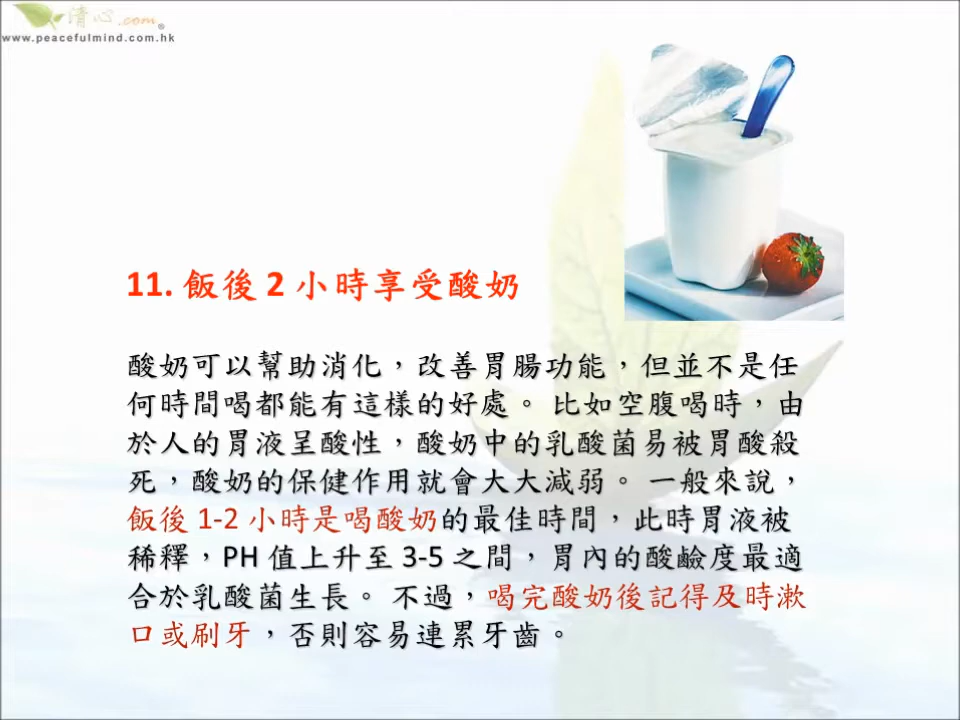 清心.com®
www.peacefulmind.com.hk
11. 飯後 2 小時享受酸奶
酸奶可以幫助消化，改善胃腸功能，但並不是任
何時間喝都能有這樣的好處。 比如空腹喝時，由
於人的胃液呈酸性，酸奶中的乳酸菌易被胃酸殺
死，酸奶的保健作用就會大大減弱。 一般來說，
飯後 1-2 小時是喝酸奶的最佳時間，此時胃液被
稀釋，PH 值上升至 3-5 之間，胃內的酸鹼度最適
合於乳酸菌生長。 不過，喝完酸奶後記得及時漱
口或刷牙，否則容易連累牙齒。